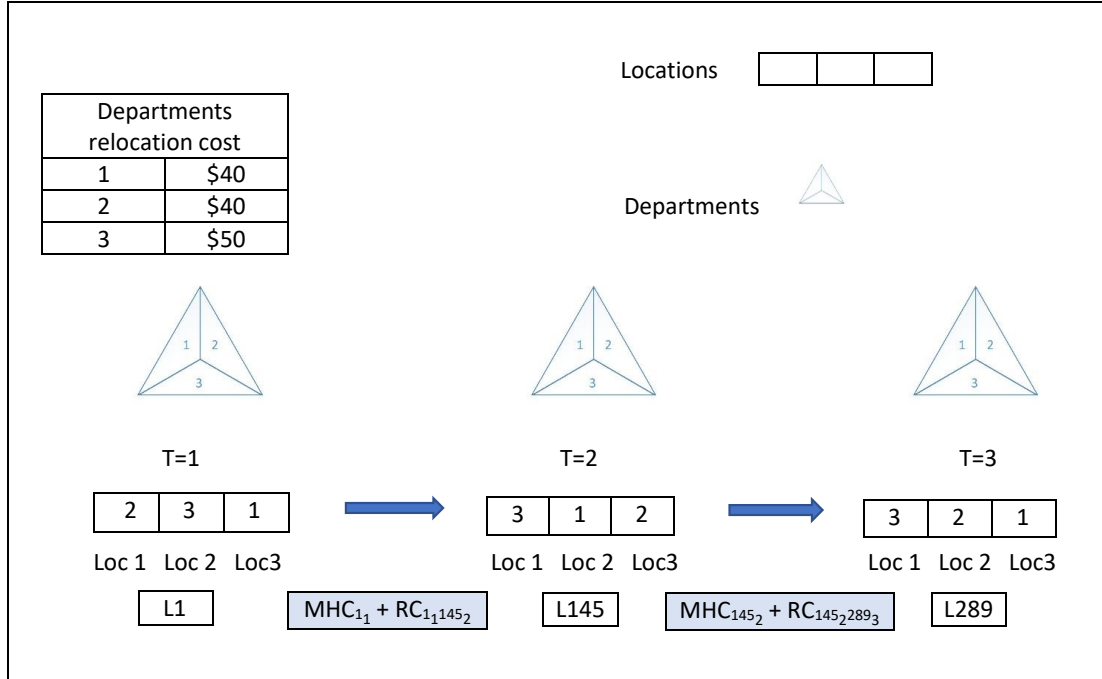 Locations
Departments
relocation cost
1 $40
2 $40
3 $50
Departments
1 2
3
1 2
3
1 2
3
T=1 T=2 T=3
2 3 1 3 1 2 3 2 1
Loc 1 Loc 2 Loc3 Loc 1 Loc 2 Loc3 Loc 1 Loc 2 Loc3
L1 MHC₁₁ + RC₁₁₁₄₅₂ L145 MHC₁₄₅₂ + RC₁₄₅₂₂₈₉₃ L289